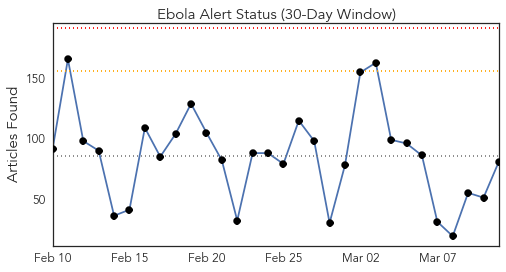 Ebola Alert Status (30-Day Window)
Articles Found
150
100
50
Feb 10 Feb 15 Feb 20 Feb 25 Mar 02 Mar 07